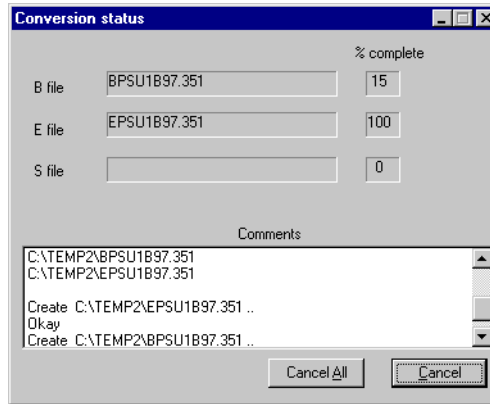 Conversion status
% complete
B file BPSU1B97.351 15
E file EPSU1B97.351 100
S file 0
Comments
C:\TEMP2\BPSU1B97.351
C:\TEMP2\EPSU1B97.351
Create C:\TEMP2\EPSU1B97.351 ..
Okay
Create C:\TEMP2\BPSU1B97.351 ..
Cancel All Cancel